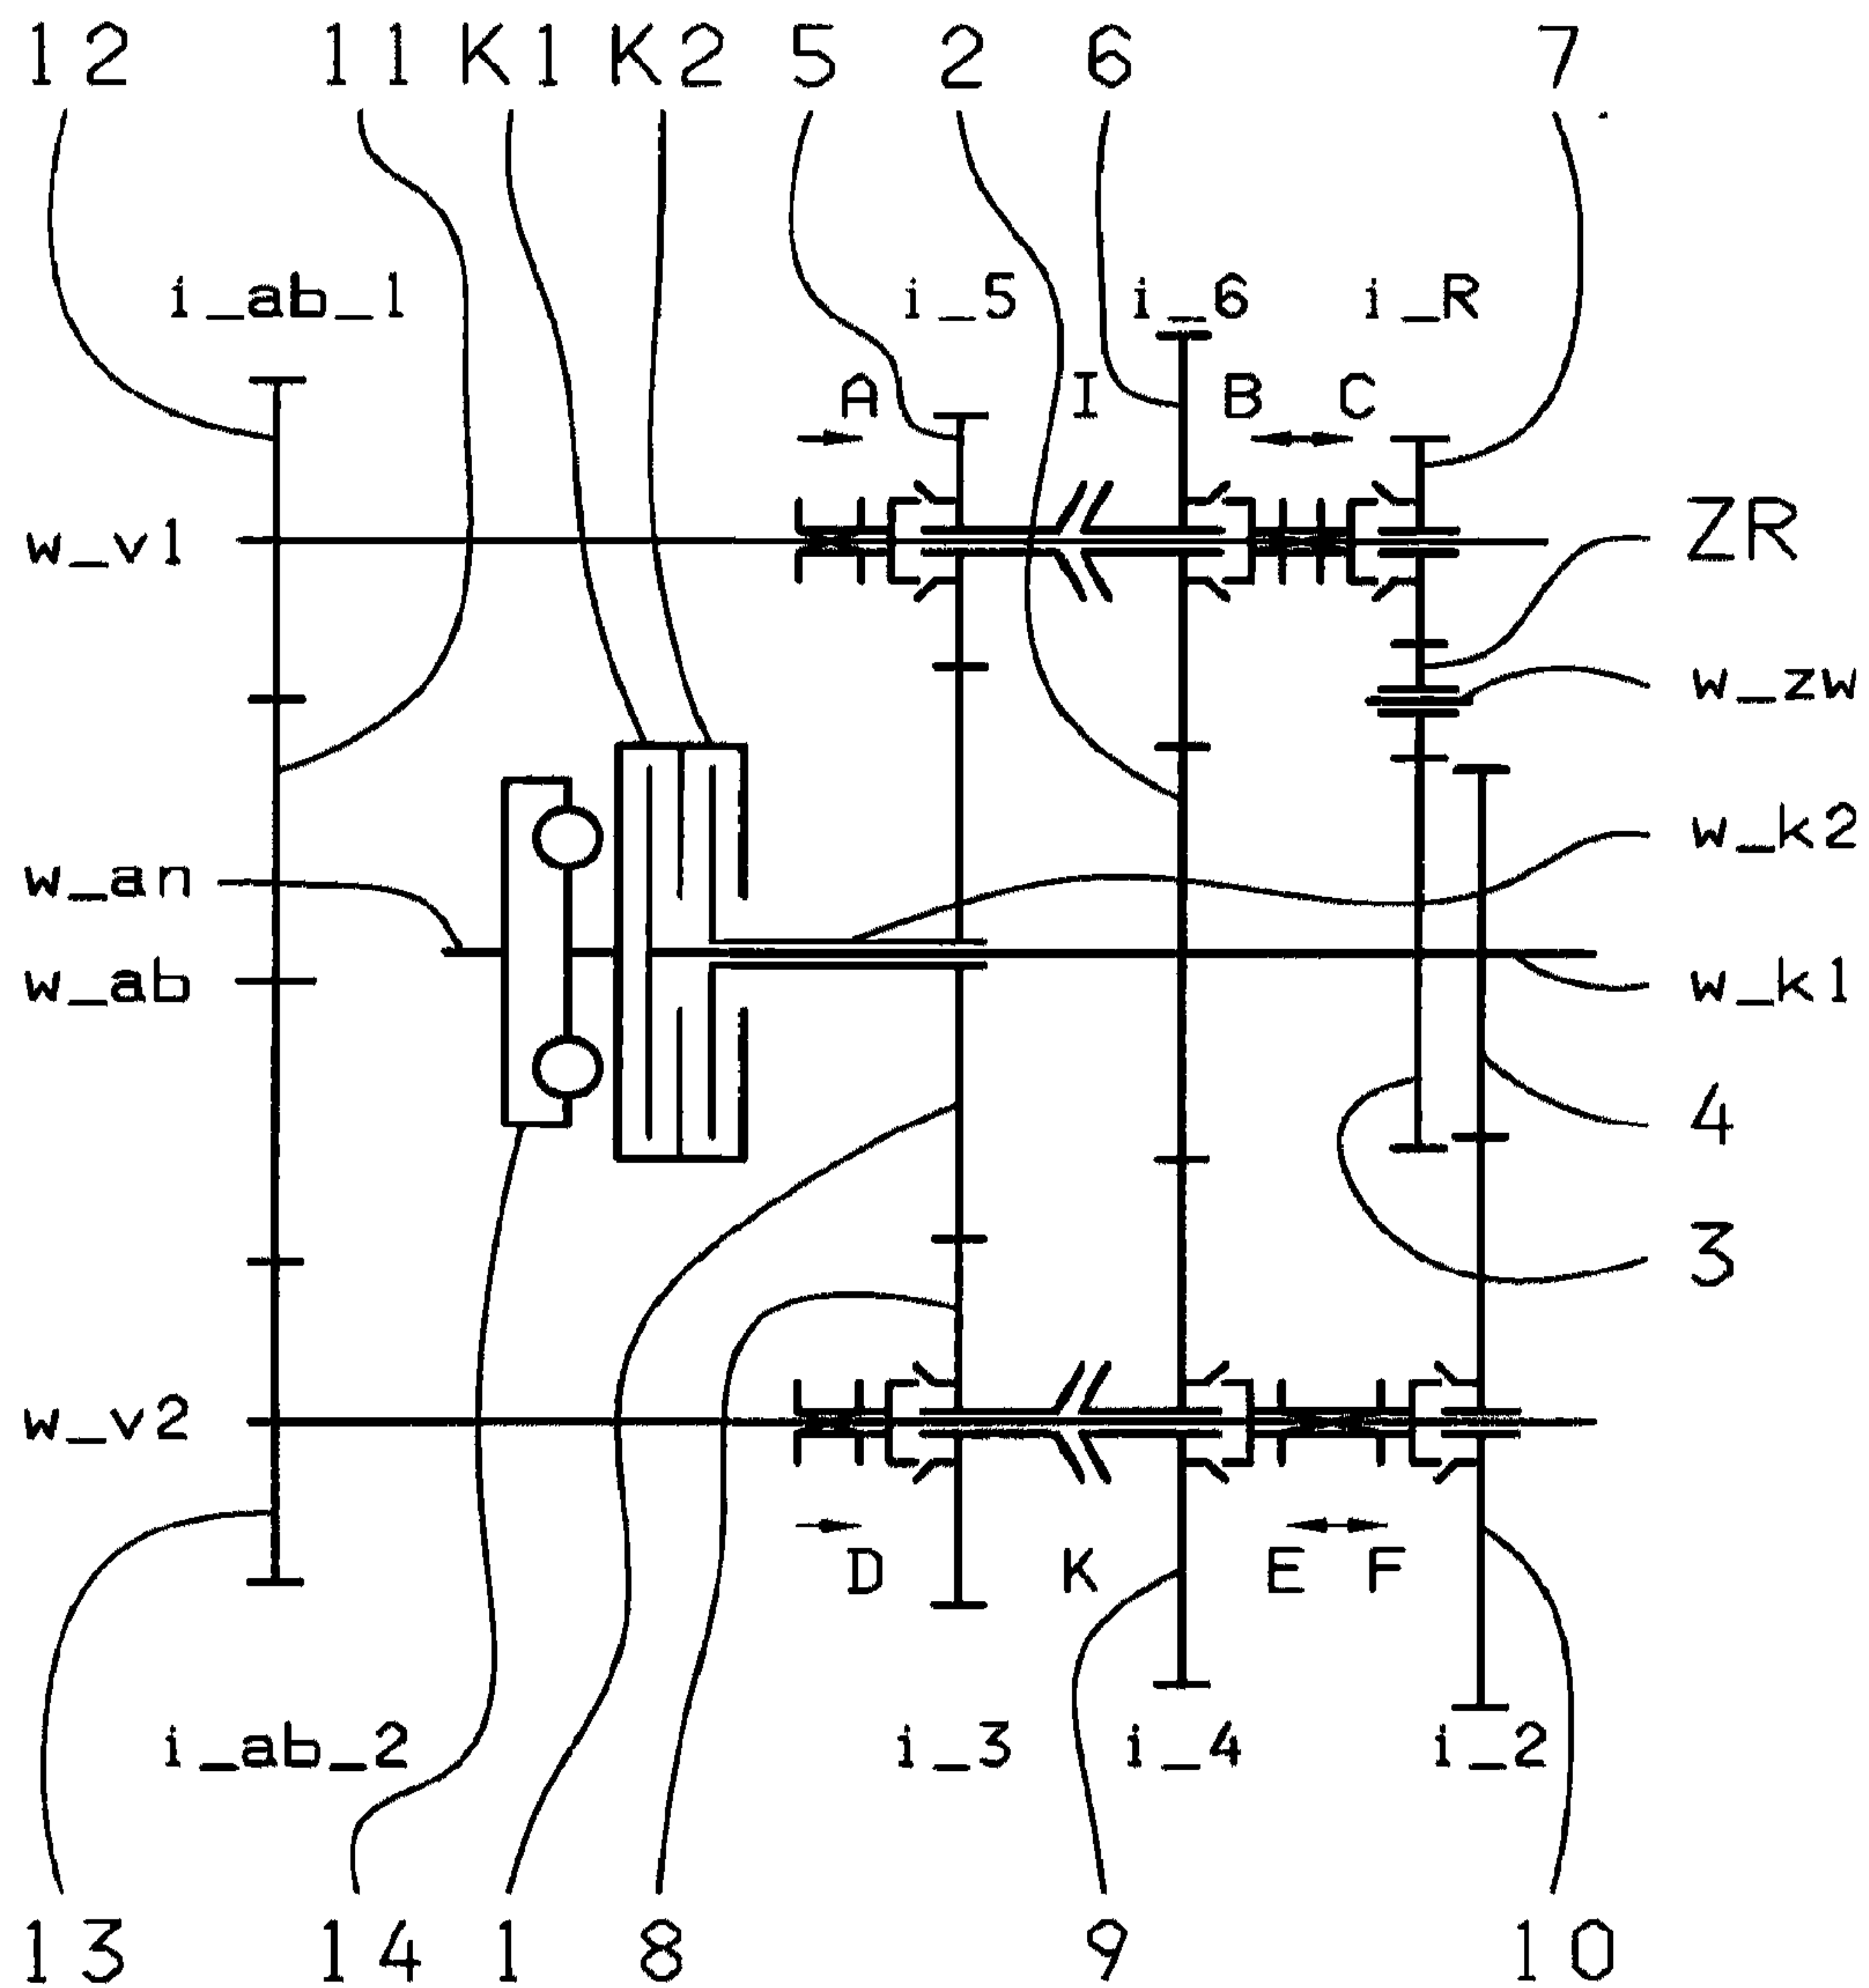 12 11 K1 K2 5 2 6 7
i_ab_1 i_5 i_6 i_R
A I B C
w_v1 ZR
w_zw
w_k2
w_an
w_ab w_k1
4
3
w_v2
D K E F
i_ab_2 i_3 i_4 i_2
13 14 1 8 9 10